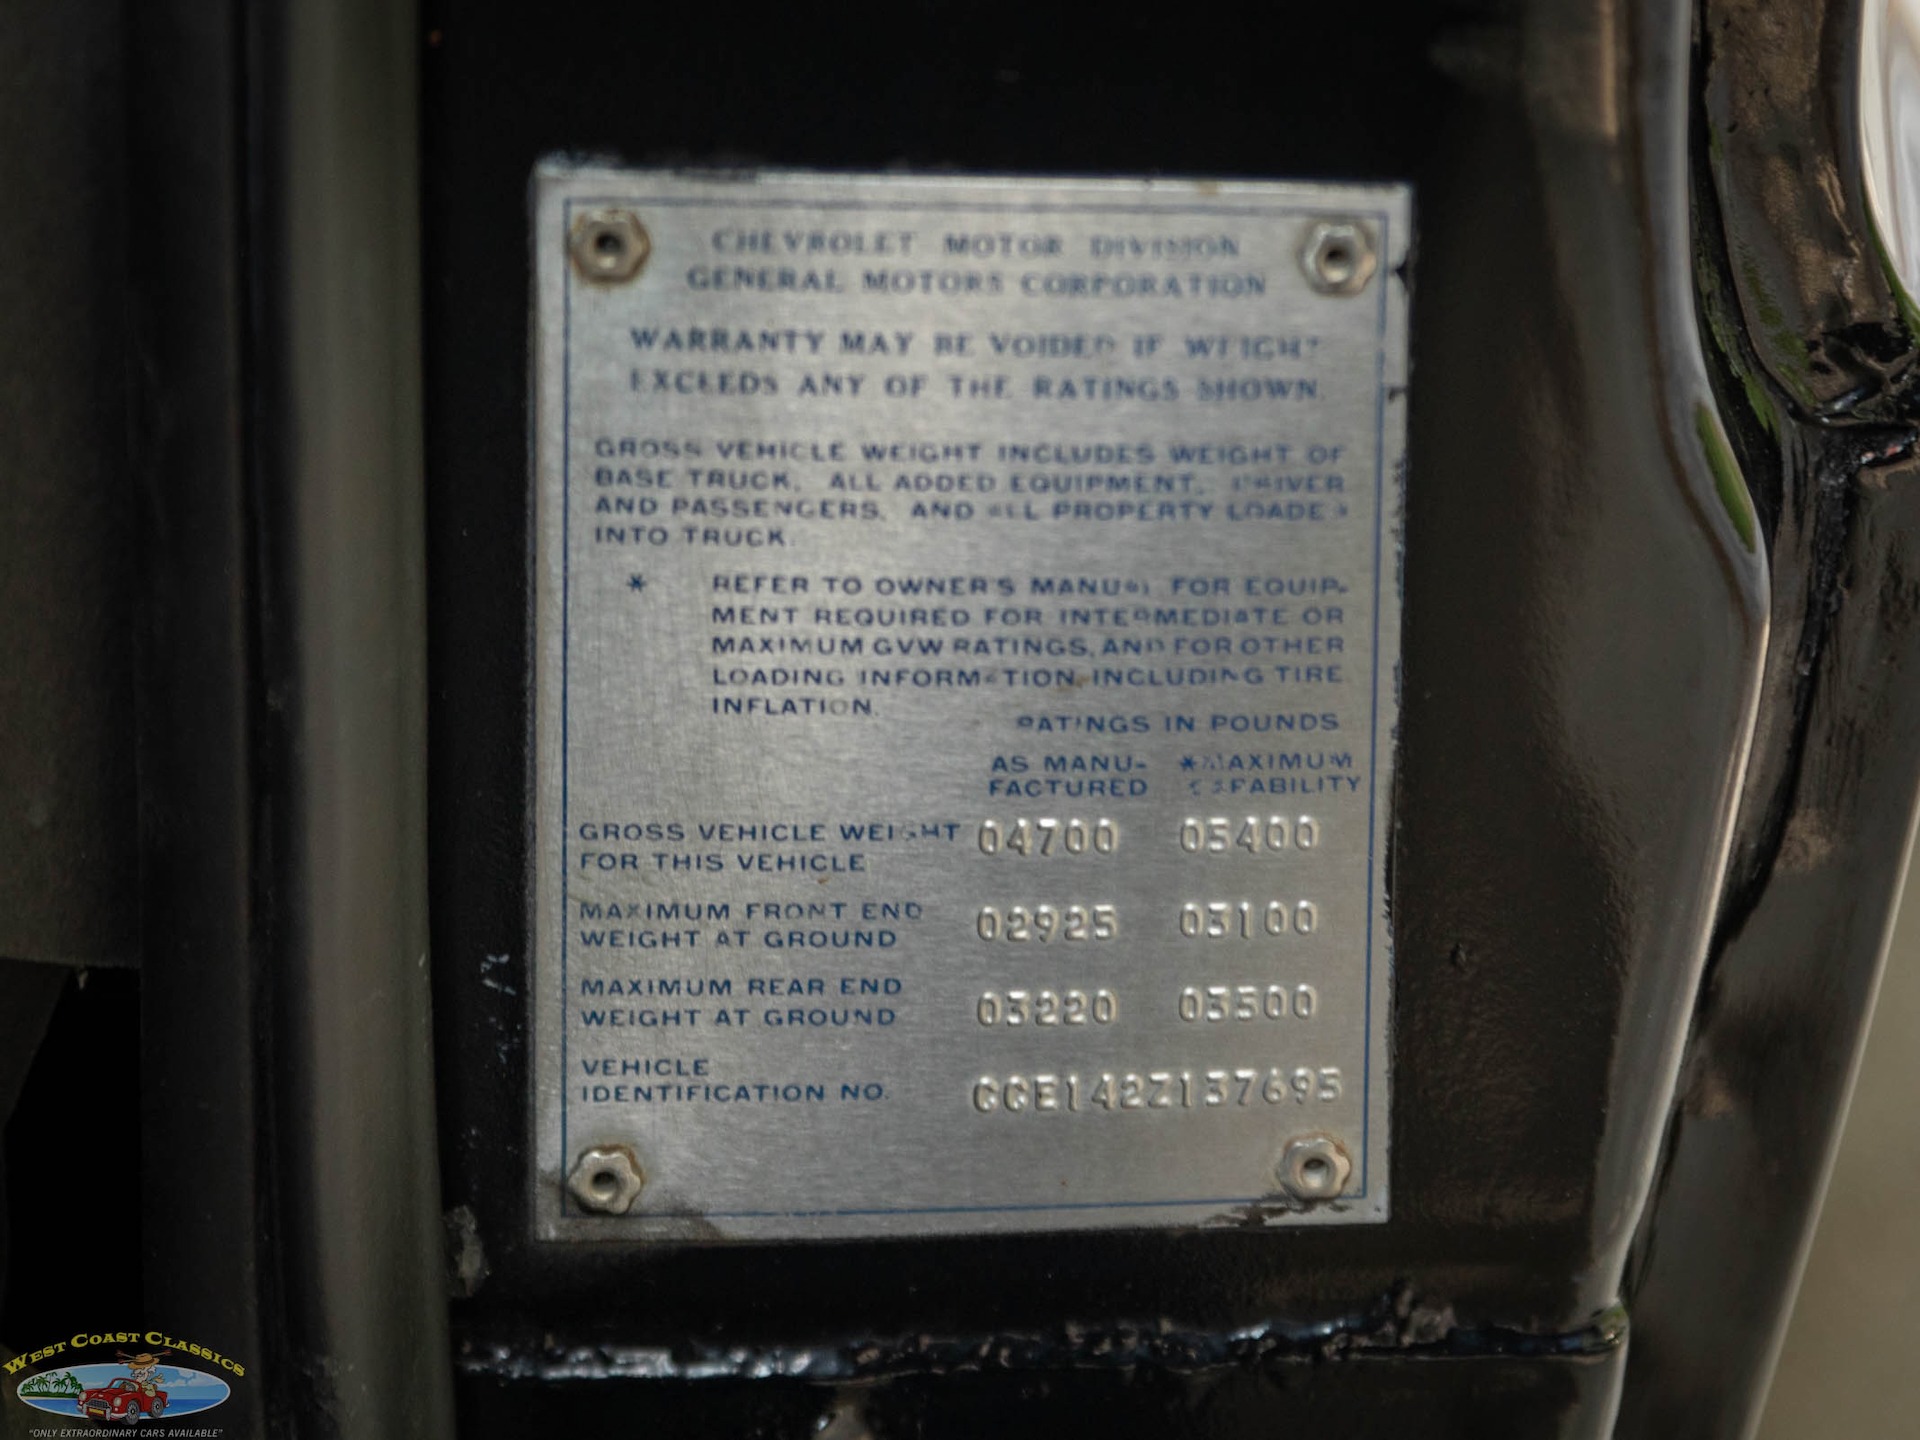 CHEVROLET MOTOR DIVISION
GENERAL MOTORS CORPORATION
WARRANTY MAY BE VOIDED IF WEIGHT
EXCEEDS ANY OF THE RATINGS SHOWN.
GROSS VEHICLE WEIGHT INCLUDES WEIGHT OF
BASE TRUCK, ALL ADDED EQUIPMENT, DRIVER
AND PASSENGERS, AND ALL PROPERTY LOADED
INTO TRUCK.
* REFER TO OWNER'S MANUAL FOR EQUIP-
MENT REQUIRED FOR INTERMEDIATE OR
MAXIMUM GVW RATINGS, AND FOR OTHER
LOADING INFORMATION, INCLUDING TIRE
INFLATION.
RATINGS IN POUNDS
AS MANU- *MAXIMUM
FACTURED CAPABILITY
GROSS VEHICLE WEIGHT 04700 05400
FOR THIS VEHICLE
MAXIMUM FRONT END
WEIGHT AT GROUND 02925 03100
MAXIMUM REAR END
WEIGHT AT GROUND 03220 03500
VEHICLE
IDENTIFICATION NO. CCE142Z137695
WEST COAST CLASSICS
"ONLY EXTRAORDINARY CARS AVAILABLE"